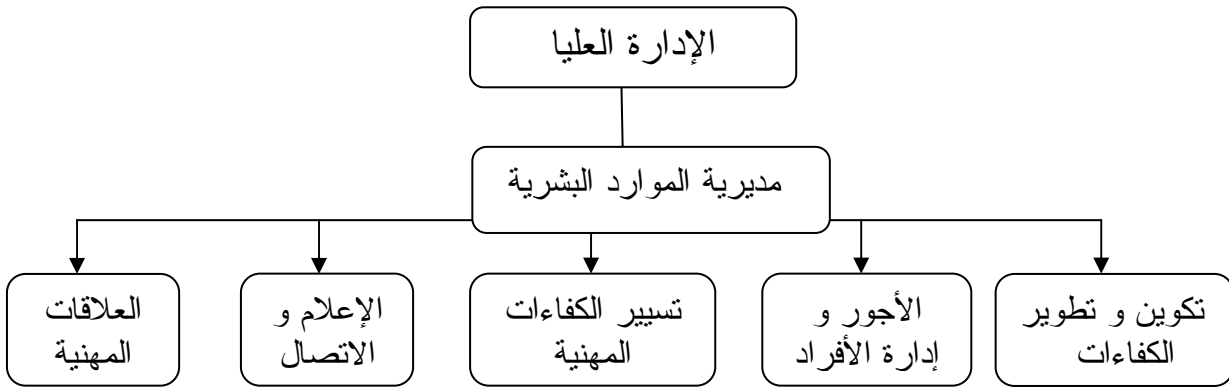 الإدارة العليا
مديرية الموارد البشرية
تكوين و تطوير
الكفاءات
الأجور و
إدارة الأفراد
تسيير الكفاءات
المهنية
الإعلام و
الاتصال
العلاقات
المهنية